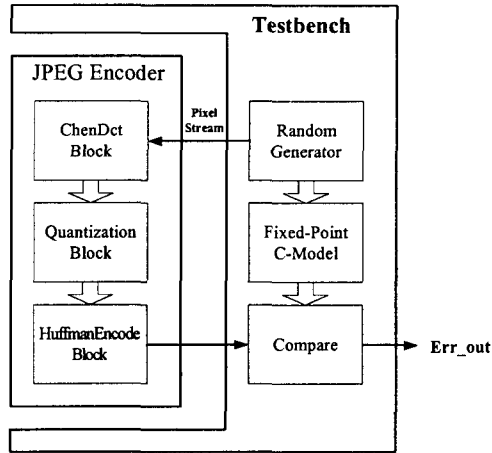 Testbench
JPEG Encoder
Pixel
Stream
ChenDct
Block
Random
Generator
Quantization
Block
Fixed-Point
C-Model
HuffmanEncode
Block
Compare
Err_out